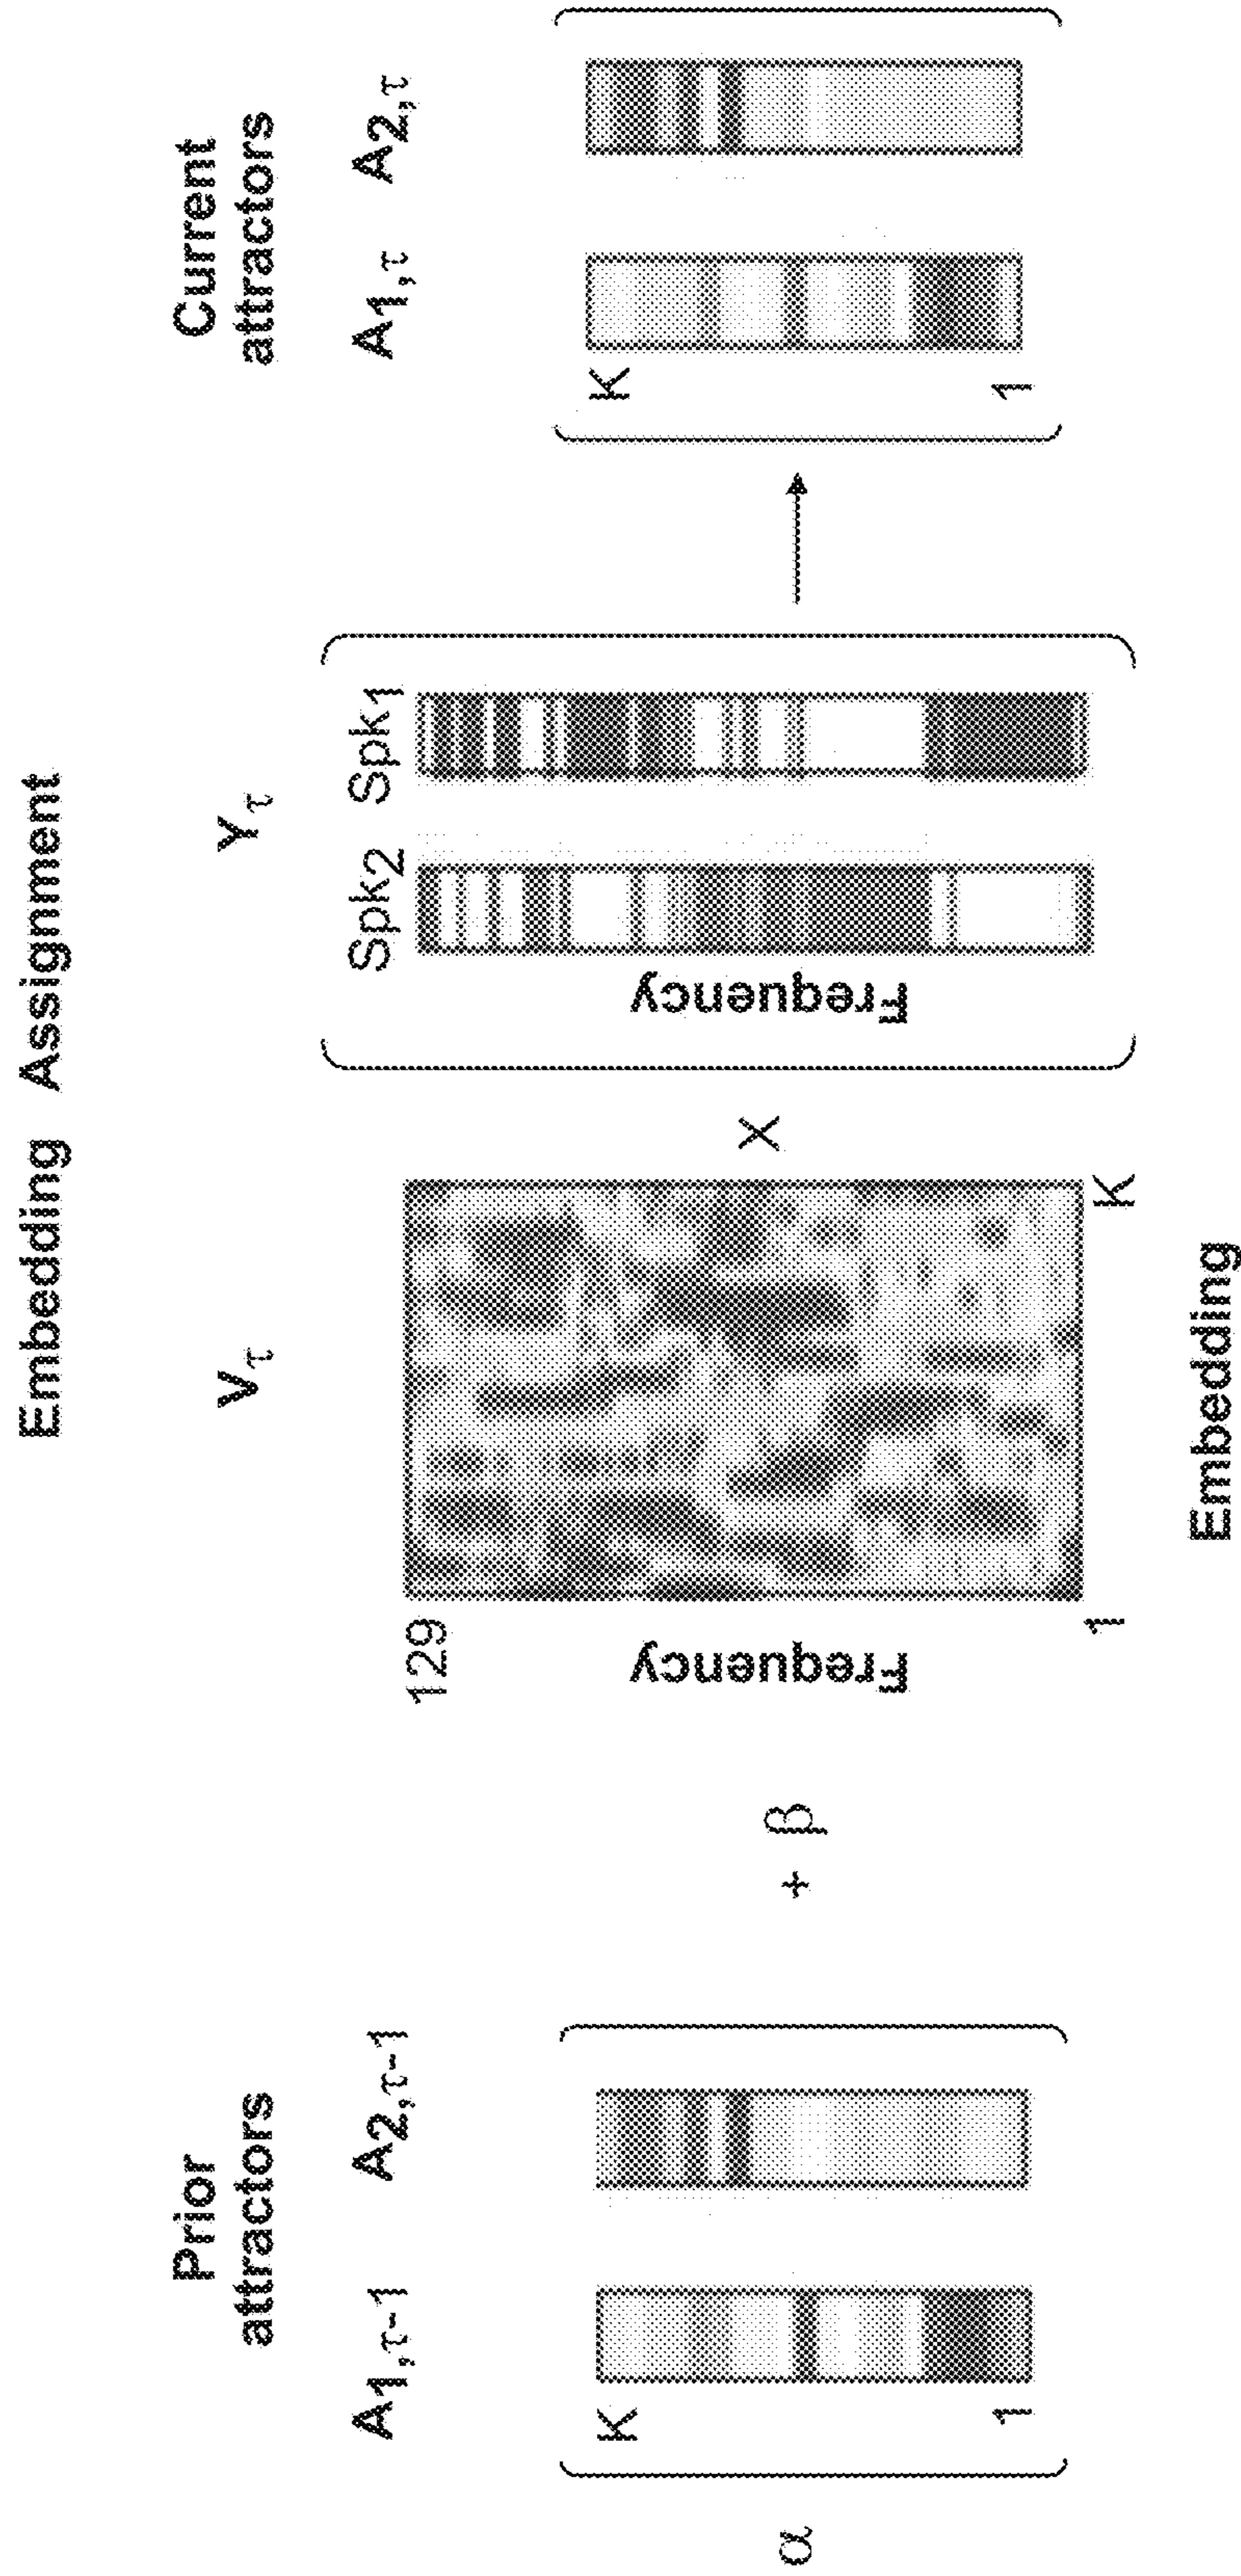 Embedding Assignment
Prior
attractors
V τ
Y τ
Current
attractors
A1,τ-1
A2,τ-1
Spk2
Spk1
A1,τ
A2,τ
α
K
1
+ β
129
Frequency
1
K
X
Frequency
K
1
Embedding